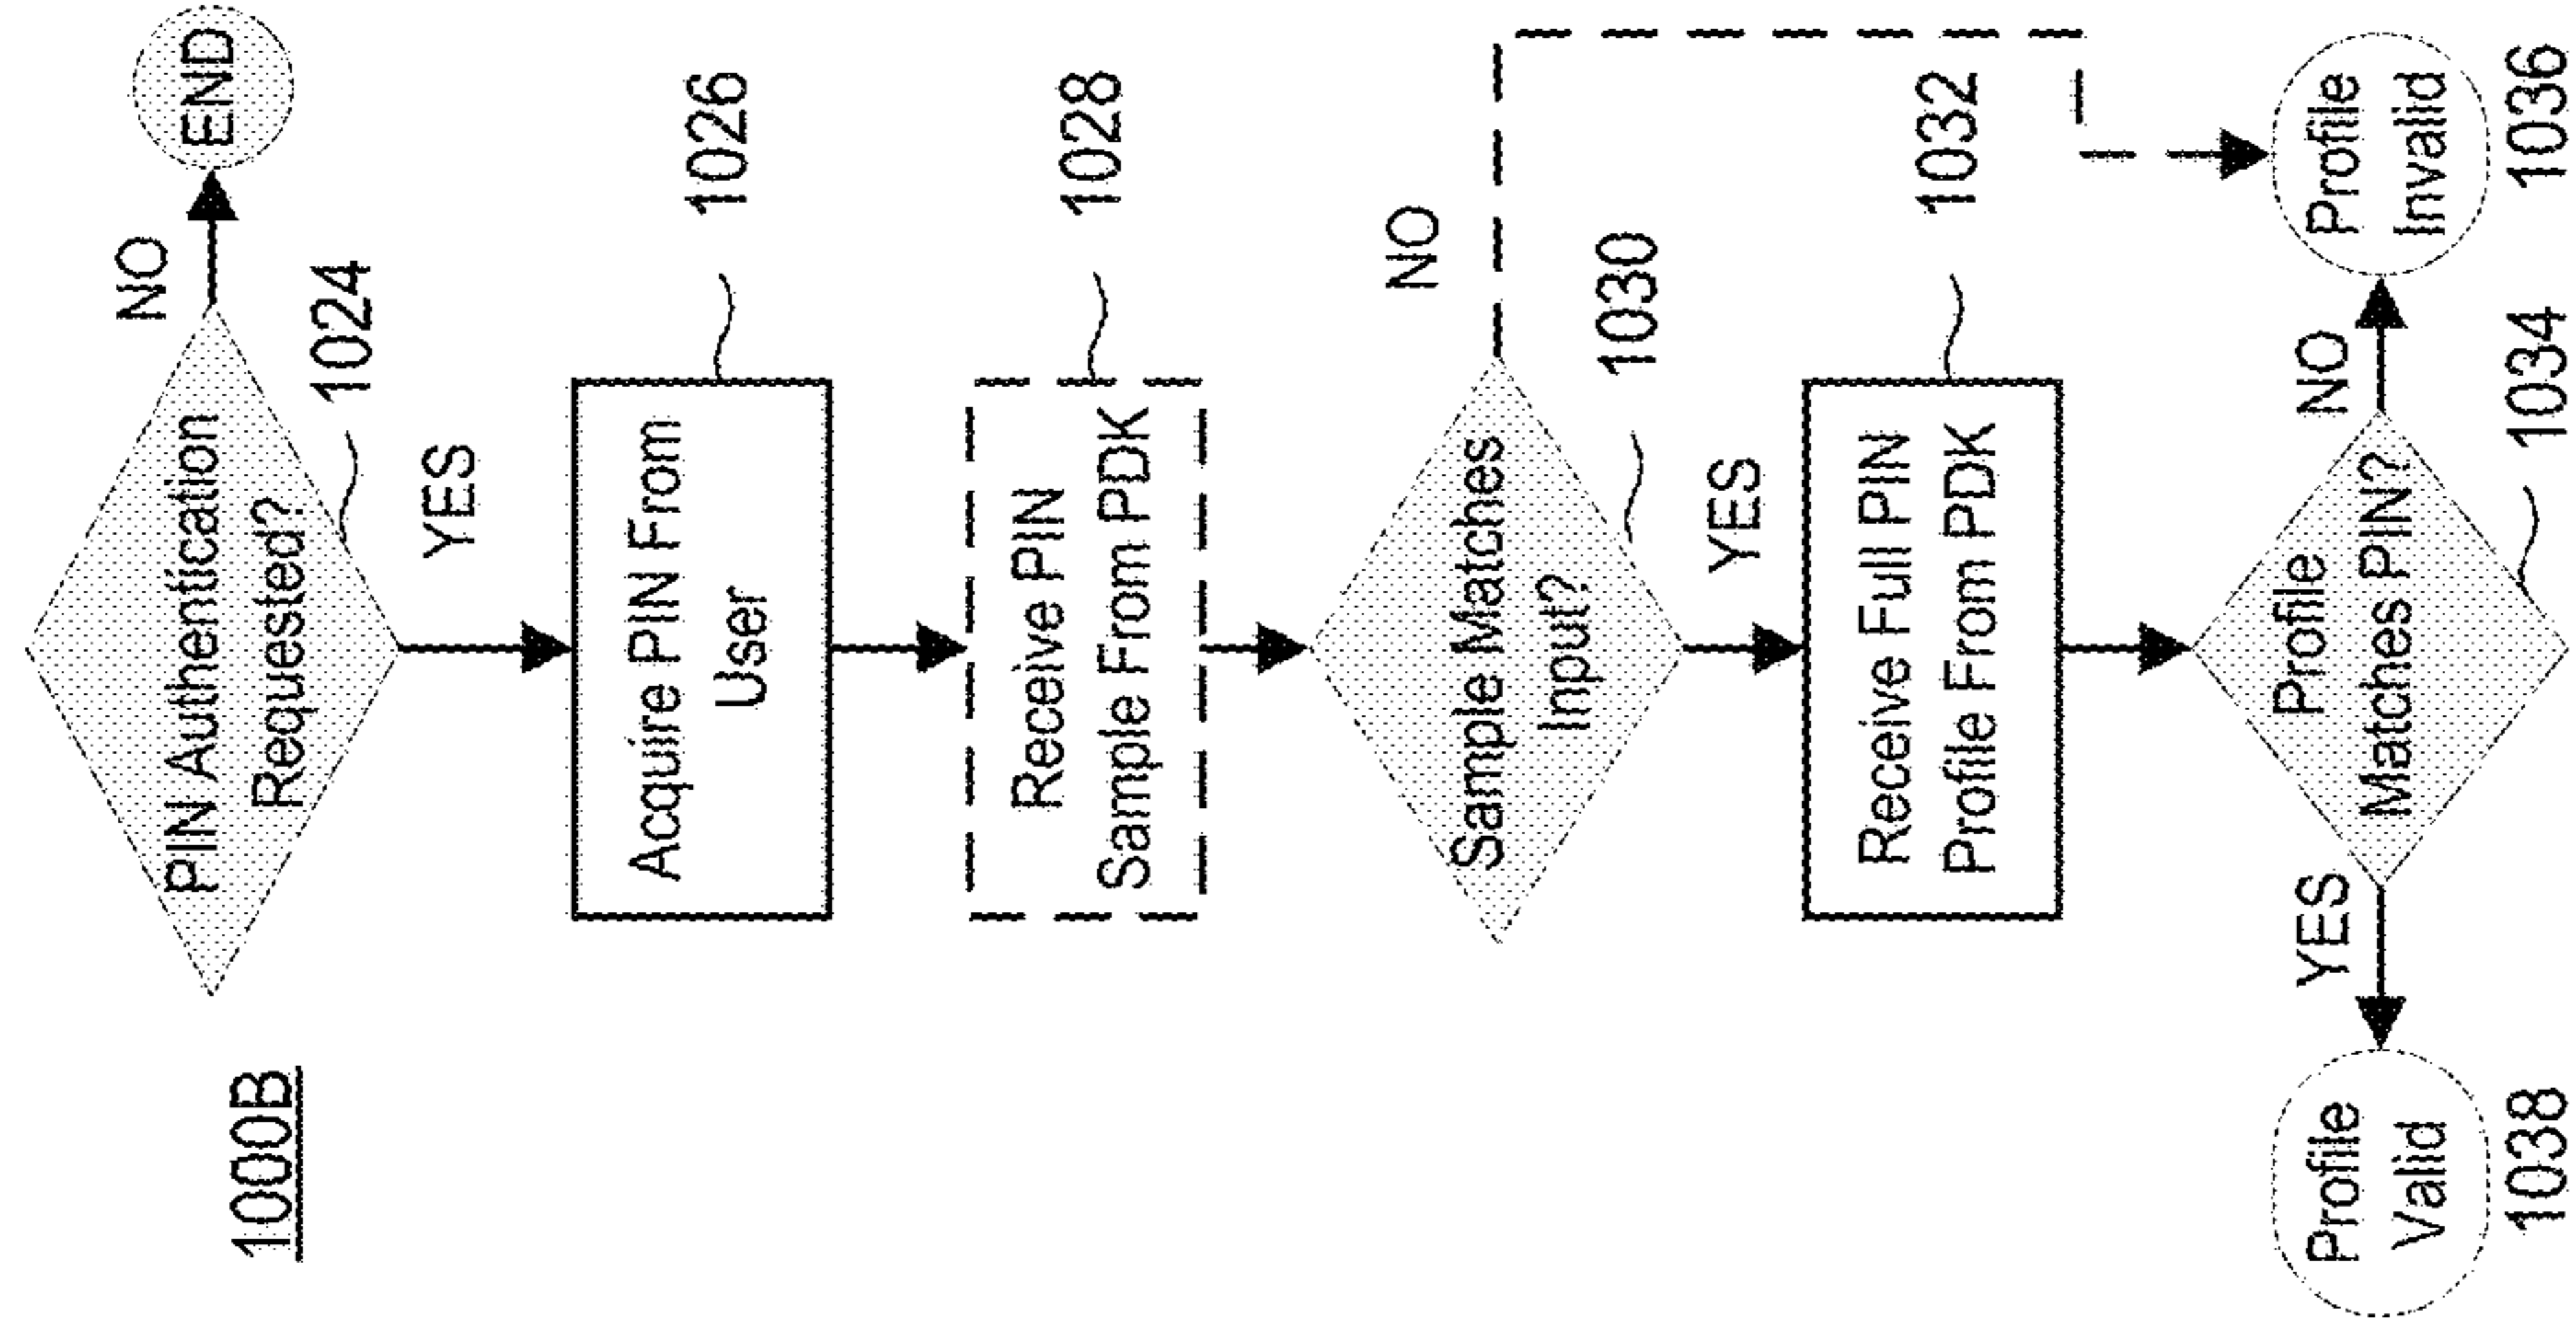 1000B
PIN Authentication
Requested?
NO
END
1024
YES
Acquire PIN From
User
1026
Receive PIN
Sample From PDK
1028
Sample Matches
Input?
NO
1030
YES
Receive Full PIN
Profile From PDK
1032
Profile
Matches PIN?
1034
YES
NO
Profile
Valid
1038
Profile
Invalid
1036